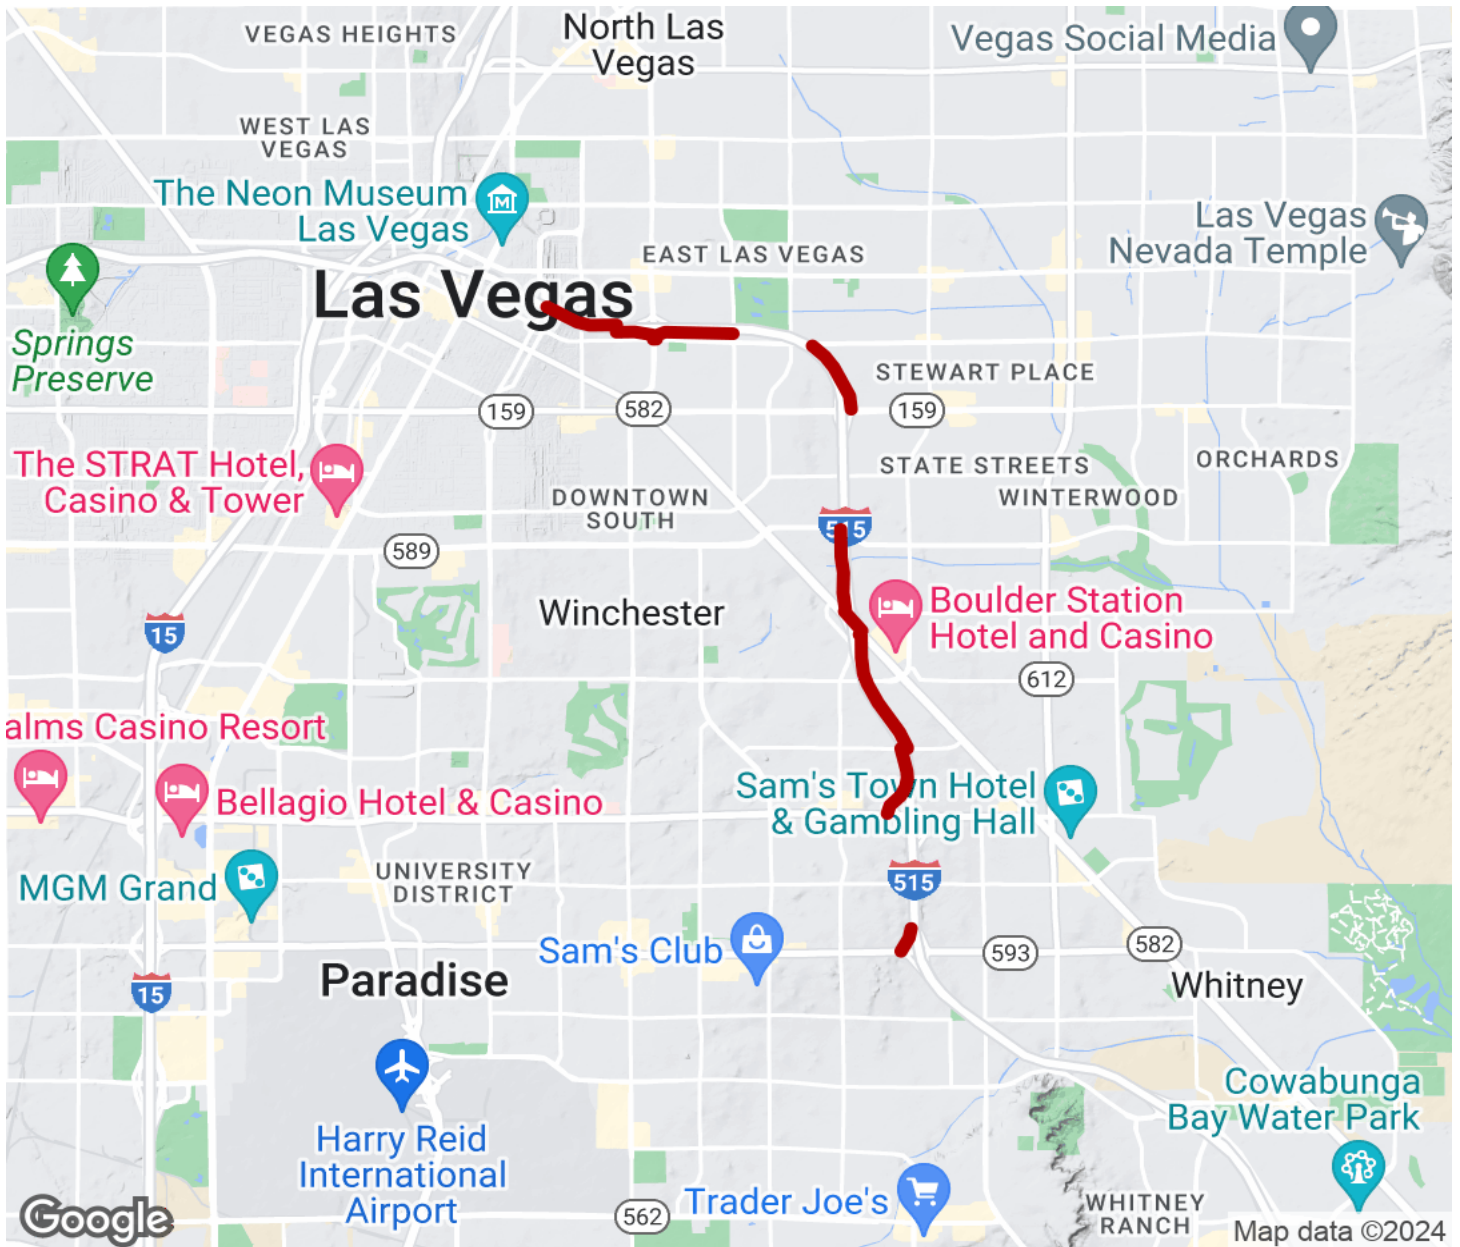 VEGAS HEIGHTS
North Las
Vegas
Vegas Social Media
WEST LAS
VEGAS
The Neon Museum
Las Vegas
Las Vegas
Nevada Temple
EAST LAS VEGAS
Las Vegas
Springs
Preserve
STEWART PLACE
159
582
159
The STRAT Hotel,
Casino & Tower
STATE STREETS
ORCHARDS
DOWNTOWN
SOUTH
WINTERWOOD
515
589
Winchester
Boulder Station
Hotel and Casino
15
612
alms Casino Resort
Bellagio Hotel & Casino
Sam's Town Hotel
& Gambling Hall
MGM Grand
UNIVERSITY
DISTRICT
515
Sam's Club
593
582
Paradise
Whitney
15
Cowabunga
Bay Water Park
Harry Reid
International
Airport
Trader Joe's
562
WHITNEY
RANCH
Google
Map data ©2024